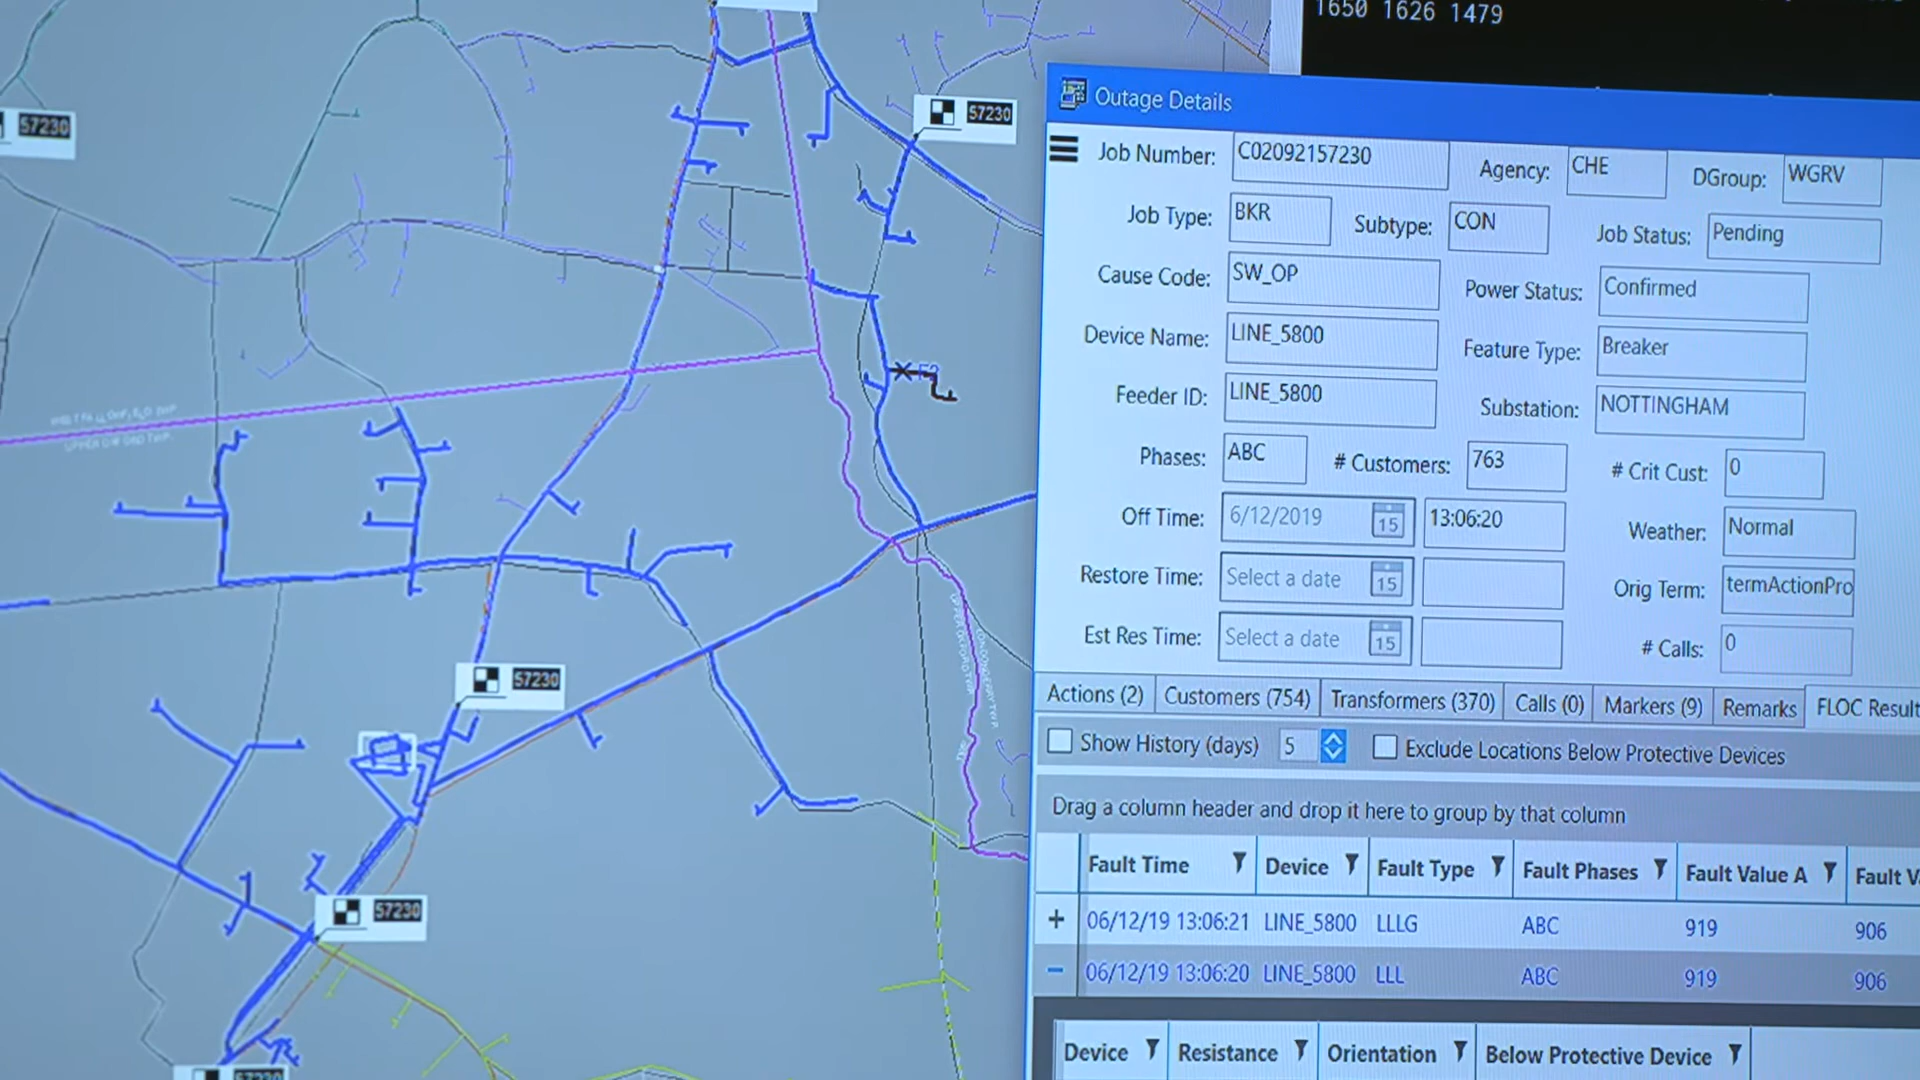 1650 1626 1479
57230
57230
Outage Details
Job Number: C02092157230 Agency: CHE DGroup: WGRV
Job Type: BKR Subtype: CON Job Status: Pending
Cause Code: SW_OP Power Status: Confirmed
Device Name: LINE_5800 Feature Type: Breaker
Feeder ID: LINE_5800 Substation: NOTTINGHAM
Phases: ABC # Customers: 763 # Crit Cust: 0
Off Time: 6/12/2019 15 13:06:20 Weather: Normal
Restore Time: Select a date 15 Orig Term: termActionPro
Est Res Time: Select a date 15 # Calls: 0
57230
Actions (2) Customers (754) Transformers (370) Calls (0) Markers (9) Remarks FLOC Result
Show History (days) 5 Exclude Locations Below Protective Devices
Drag a column header and drop it here to group by that column
Fault Time Device Fault Type Fault Phases Fault Value A Fault V
+ 06/12/19 13:06:21 LINE_5800 LLLG ABC 919 906
57230
- 06/12/19 13:06:20 LINE_5800 LLL ABC 919 906
Device Resistance Orientation Below Protective Device
57230